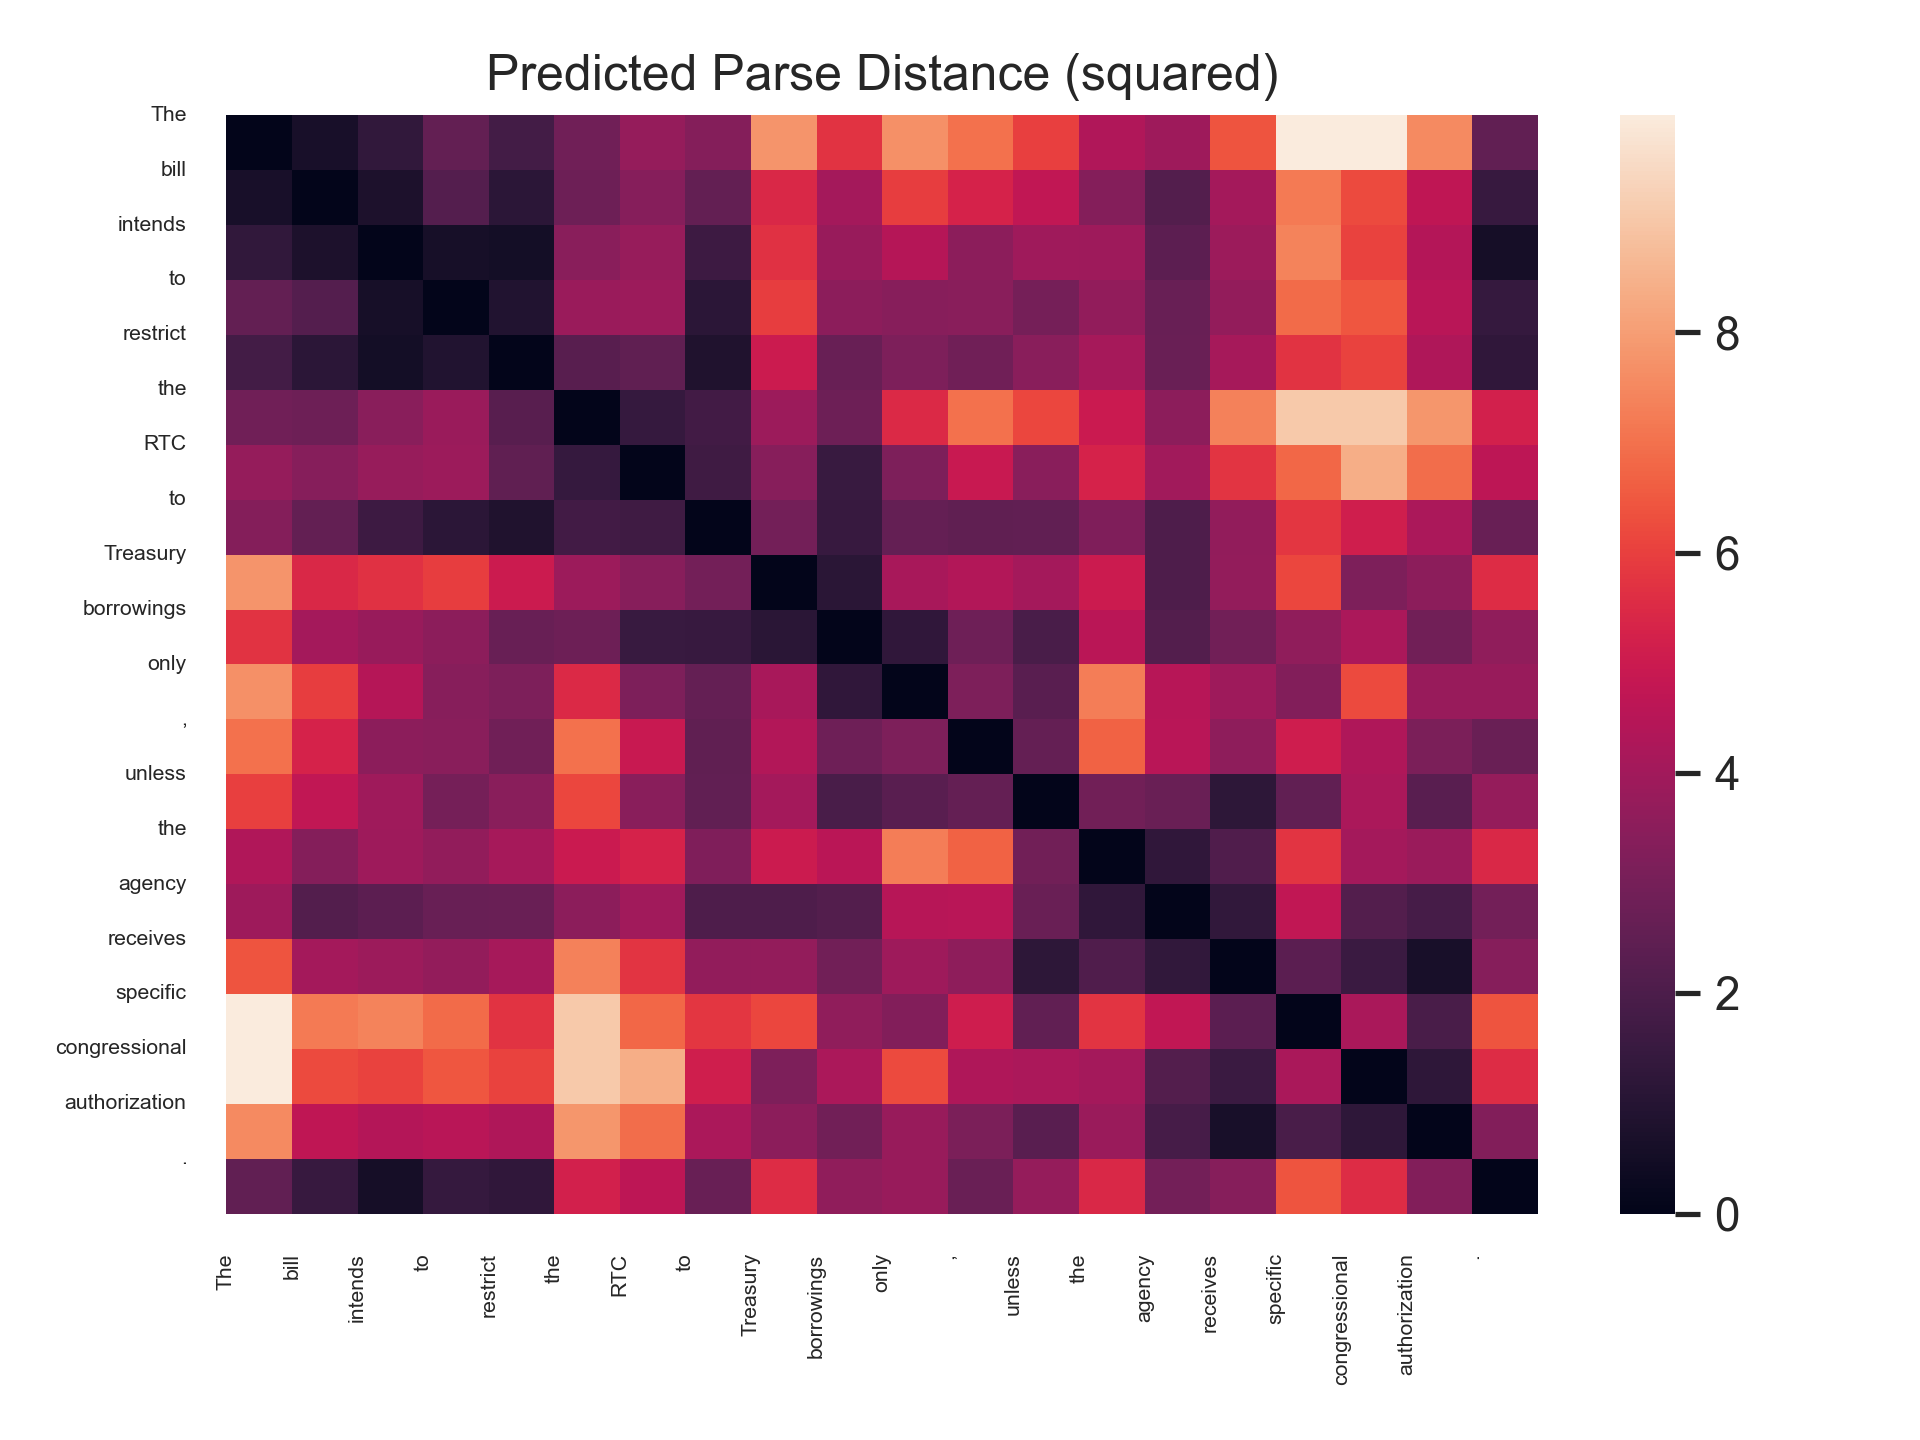 Predicted Parse Distance (squared)
The
bill
intends
to
restrict
the
RTC
to
Treasury
borrowings
only
,
unless
the
agency
receives
specific
congressional
authorization
.
The
bill
intends
to
restrict
the
RTC
to
Treasury
borrowings
only
,
unless
the
agency
receives
specific
congressional
authorization
.
8
6
4
2
0